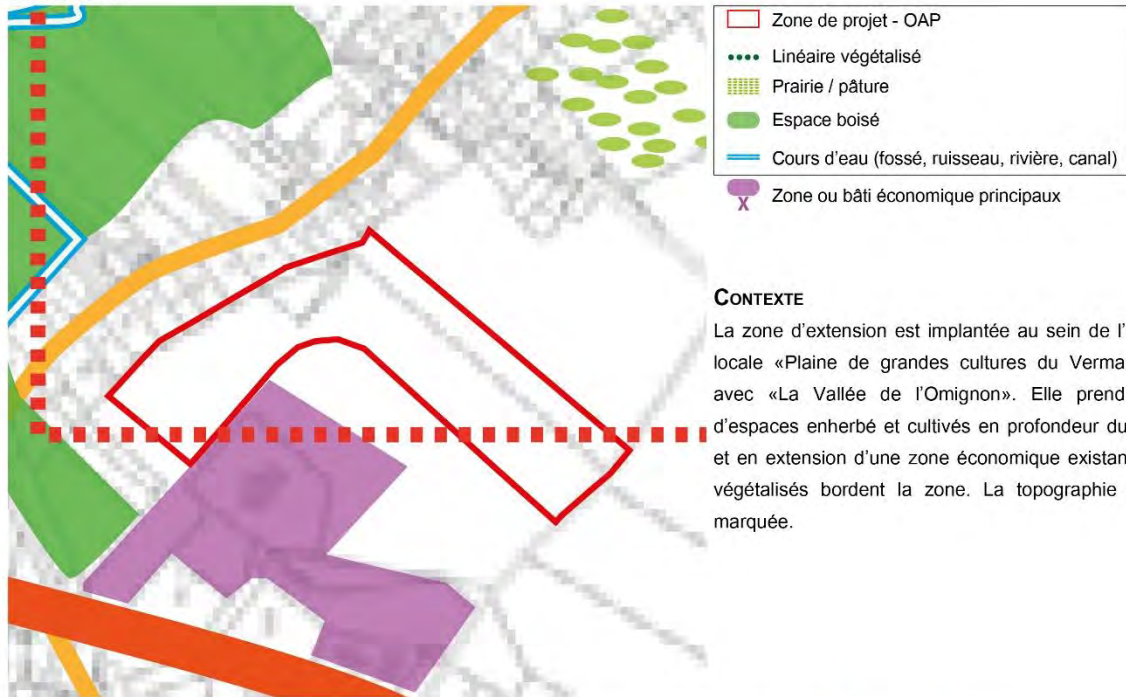 Zone de projet - OAP
Linéaire végétalisé
Prairie / pâture
Espace boisé
Cours d'eau (fossé, ruisseau, rivière, canal)
Zone ou bâti économique principaux
CONTEXTE
La zone d'extension est implantée au sein de l'
locale «Plaine de grandes cultures du Verma
avec «La Vallée de l'Omignon». Elle prend
d'espaces enherbé et cultivés en profondeur du
et en extension d'une zone économique existan
végétalisés bordent la zone. La topographie
marquée.